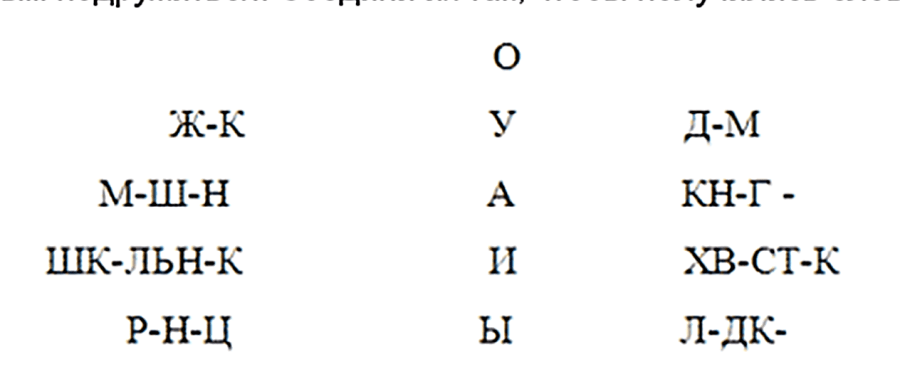 О
Ж-К У Д-М
М-Ш-Н А КН-Г -
ШК-ЛЬН-К И ХВ-СТ-К
Р-Н-Ц Ы Л-ДК-